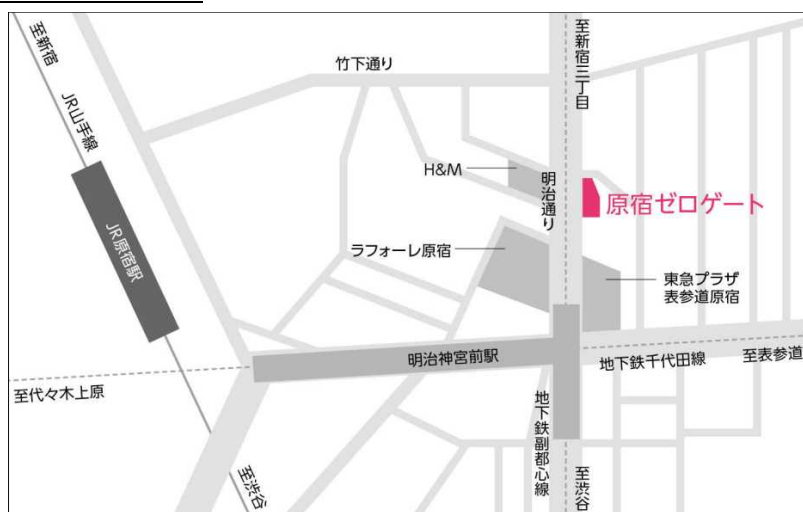 至新宿
JR山手線
JR原宿駅
至渋谷
竹下通り
至新宿三丁目
H&M
明治通り
原宿ゼロゲート
ラフォーレ原宿
東急プラザ
表参道原宿
明治神宮前駅
地下鉄千代田線
至表参道
至代々木上原
地下鉄副都心線
至渋谷